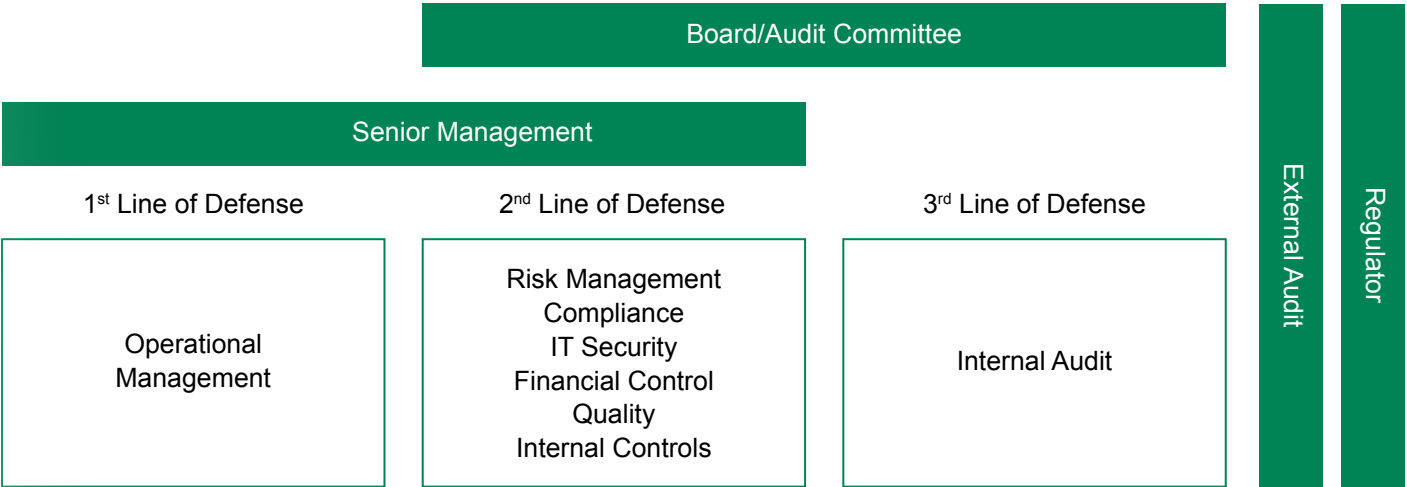 Board/Audit Committee
Senior Management
1st Line of Defense
2nd Line of Defense
3rd Line of Defense
Operational
Management
Risk Management
Compliance
IT Security
Financial Control
Quality
Internal Controls
Internal Audit
External Audit
Regulator